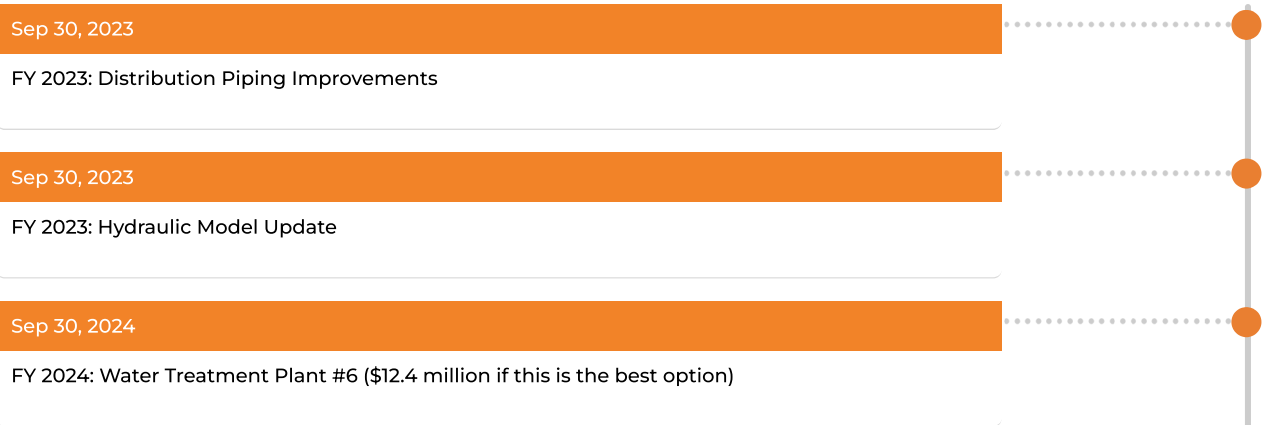 Sep 30, 2023
FY 2023: Distribution Piping Improvements
Sep 30, 2023
FY 2023: Hydraulic Model Update
Sep 30, 2024
FY 2024: Water Treatment Plant #6 ($12.4 million if this is the best option)